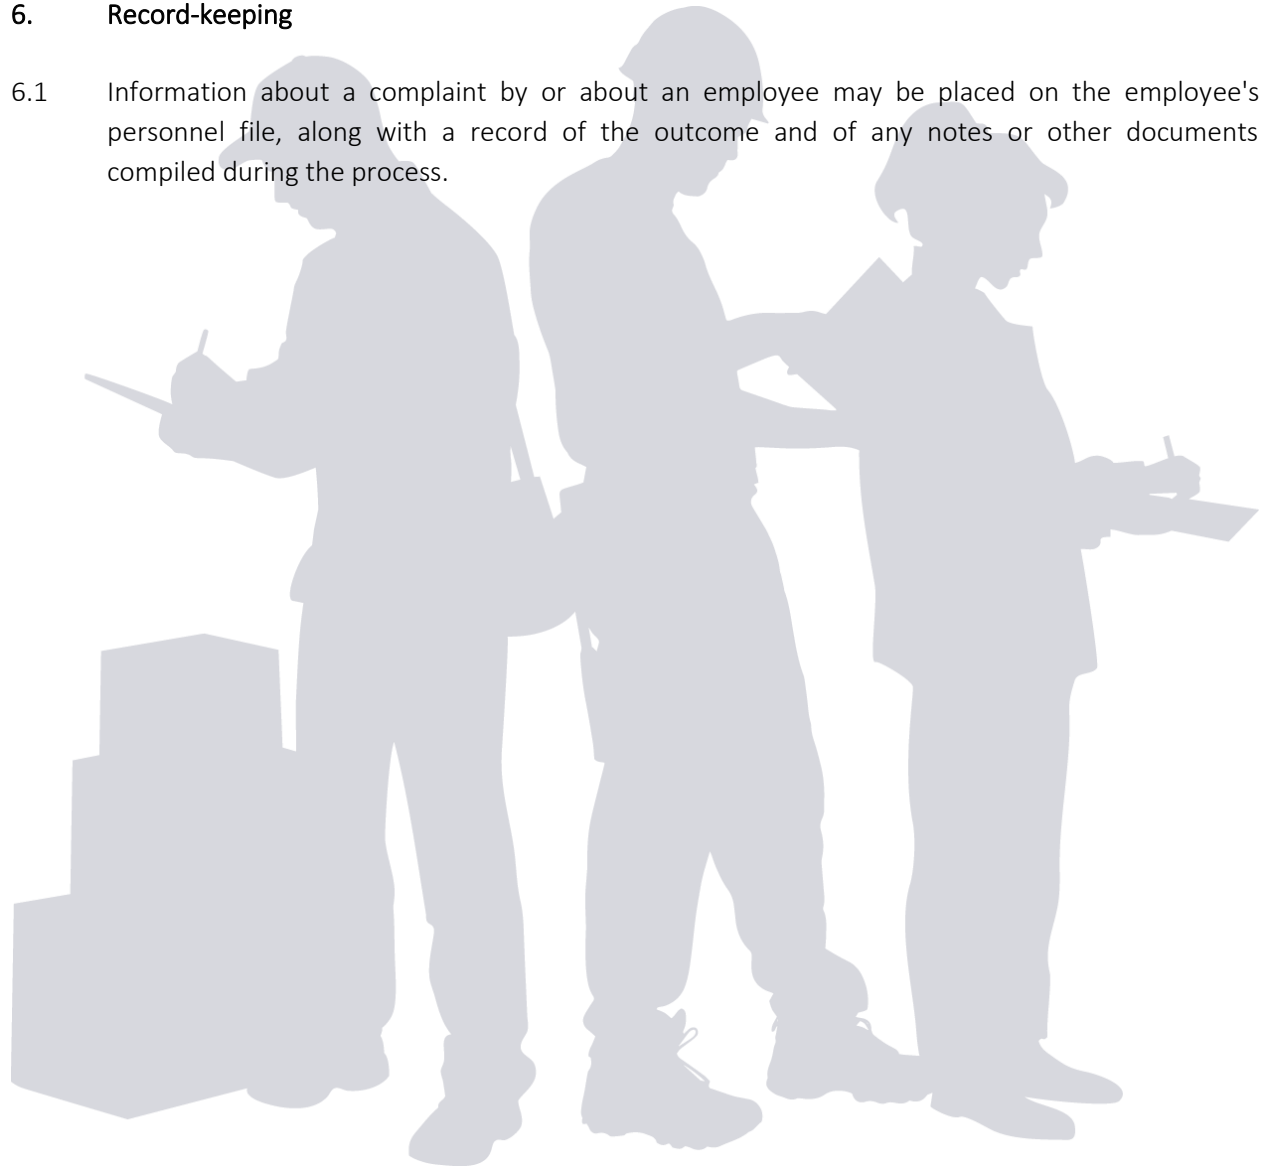 6. Record-keeping
6.1 Information about a complaint by or about an employee may be placed on the employee's
personnel file, along with a record of the outcome and of any notes or other documents
compiled during the process.